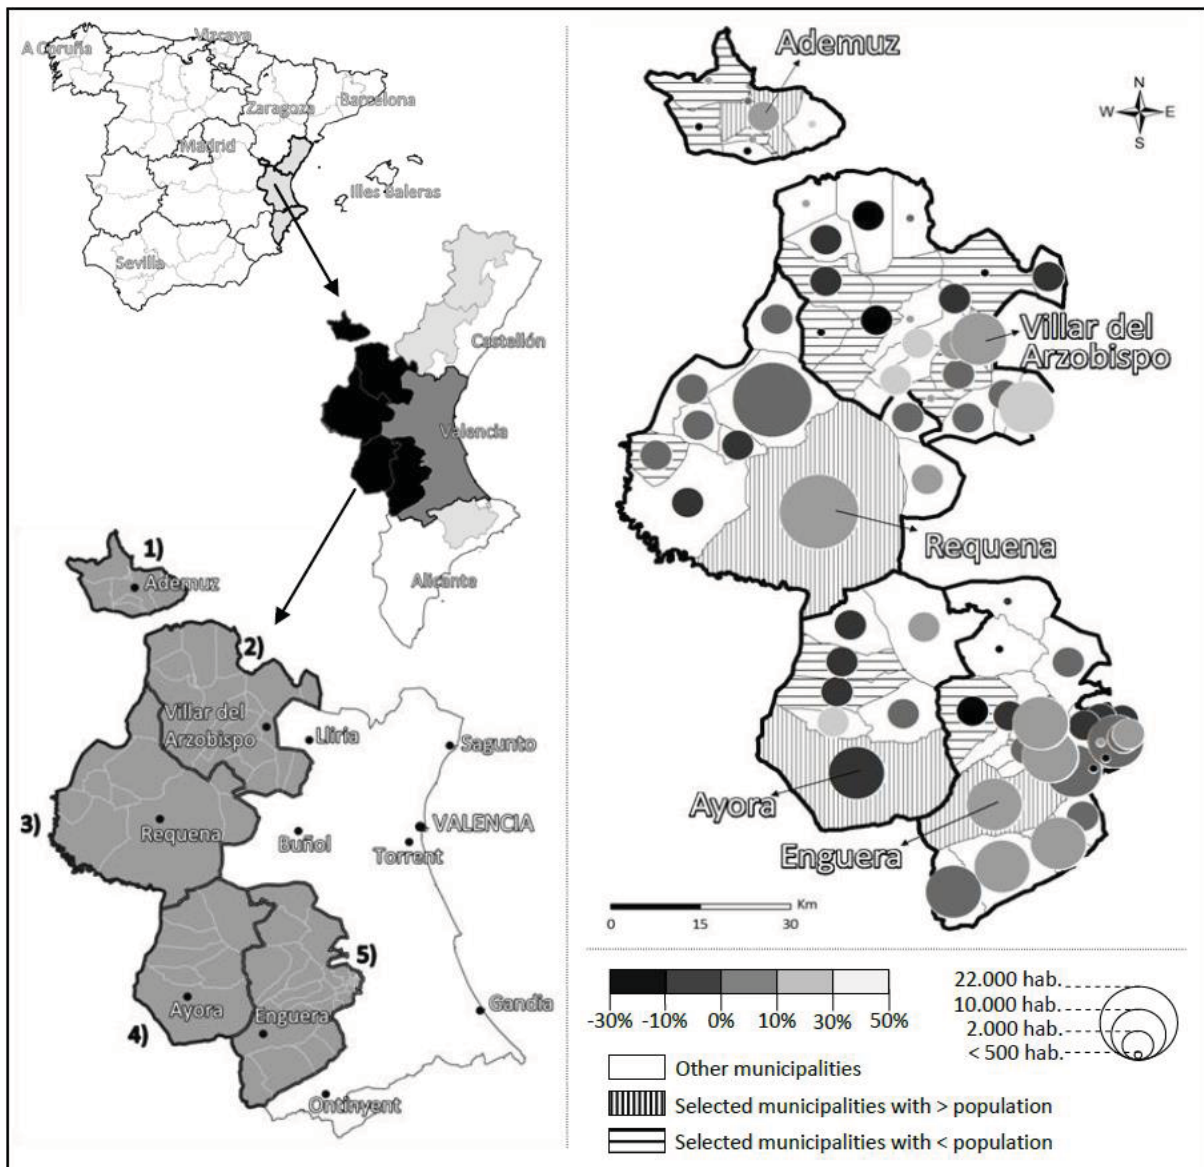 A Coruña
Vizcaya
Zaragoza
Barcelona
Madrid
Illes Baleras
Sevilla
Castellón
Valencia
Alicante
1)
Ademuz
2)
Villar del
Arzobispo
Lliria
Sagunto
3)
Requena
Buñol
VALENCIA
Torrent
5)
Ayora
Enguera
Gandia
4)
Ontinyent
Ademuz
N
W
E
S
Villar del
Arzobispo
Requena
Ayora
Enguera
Km
0 15 30
-30% -10% 0% 10% 30% 50%
22.000 hab.
10.000 hab.
2.000 hab.
< 500 hab.
Other municipalities
Selected municipalities with > population
Selected municipalities with < population